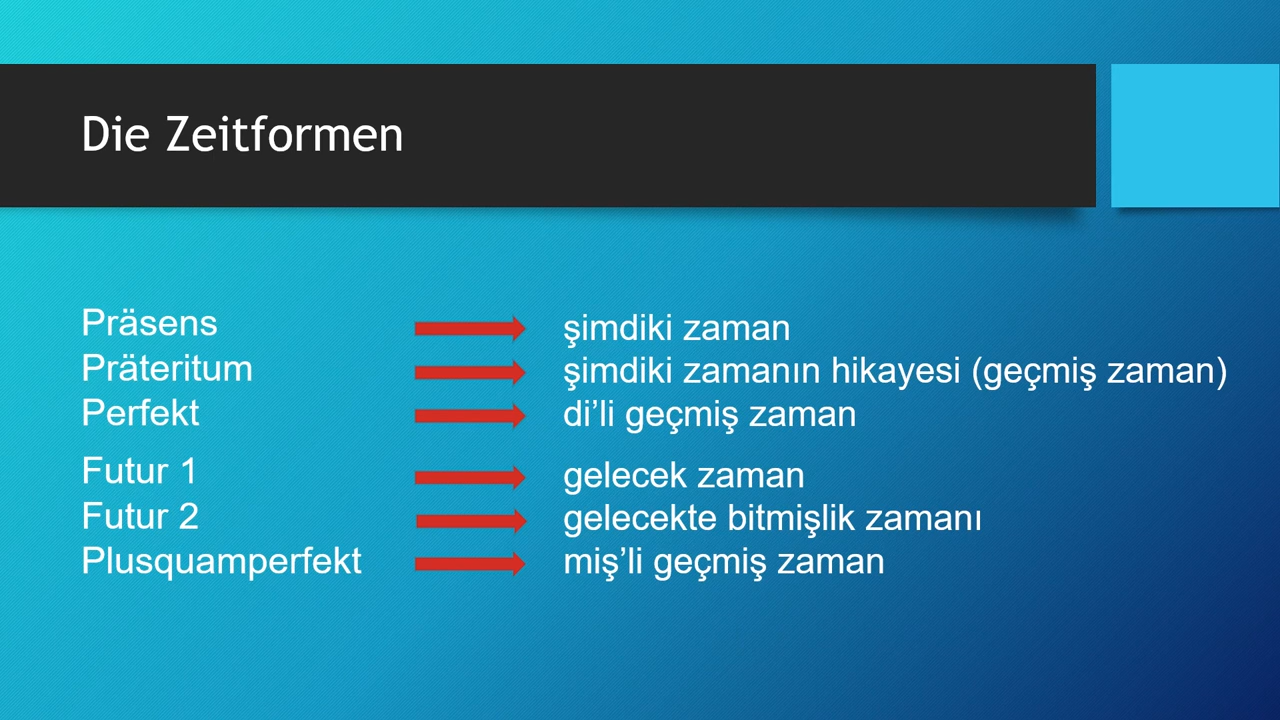 Die Zeitformen
Präsens şimdiki zaman
Präteritum şimdiki zamanın hikayesi (geçmiş zaman)
Perfekt di’li geçmiş zaman
Futur 1 gelecek zaman
Futur 2 gelecekte bitmişlik zamanı
Plusquamperfekt miş’li geçmiş zaman